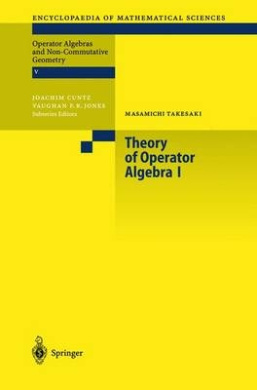 ENCYCLOPAEDIA OF MATHEMATICAL SCIENCES
Operator Algebras
and Non-Commutative
Geometry
V
JOACHIM CUNTZ
VAUGHAN F. R. JONES
Subseries Editors
MASAMICHI TAKESAKI
Theory
of Operator
Algebra I
Springer